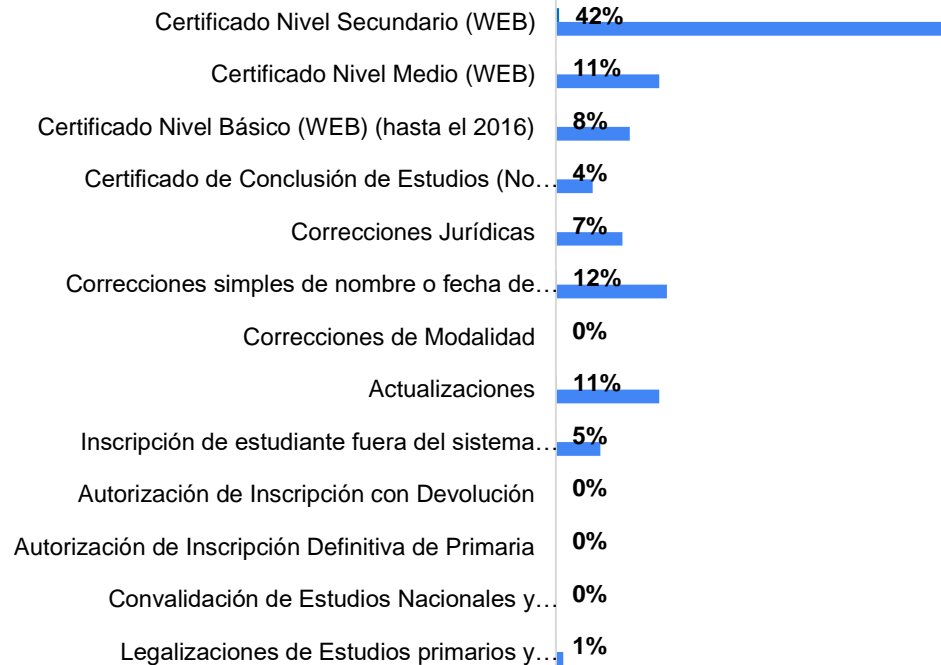 Certificado Nivel Secundario (WEB) 42%
Certificado Nivel Medio (WEB) 11%
Certificado Nivel Básico (WEB) (hasta el 2016) 8%
Certificado de Conclusión de Estudios (No… 4%
Correcciones Jurídicas 7%
Correcciones simples de nombre o fecha de… 12%
Correcciones de Modalidad 0%
Actualizaciones 11%
Inscripción de estudiante fuera del sistema… 5%
Autorización de Inscripción con Devolución 0%
Autorización de Inscripción Definitiva de Primaria 0%
Convalidación de Estudios Nacionales y… 0%
Legalizaciones de Estudios primarios y… 1%